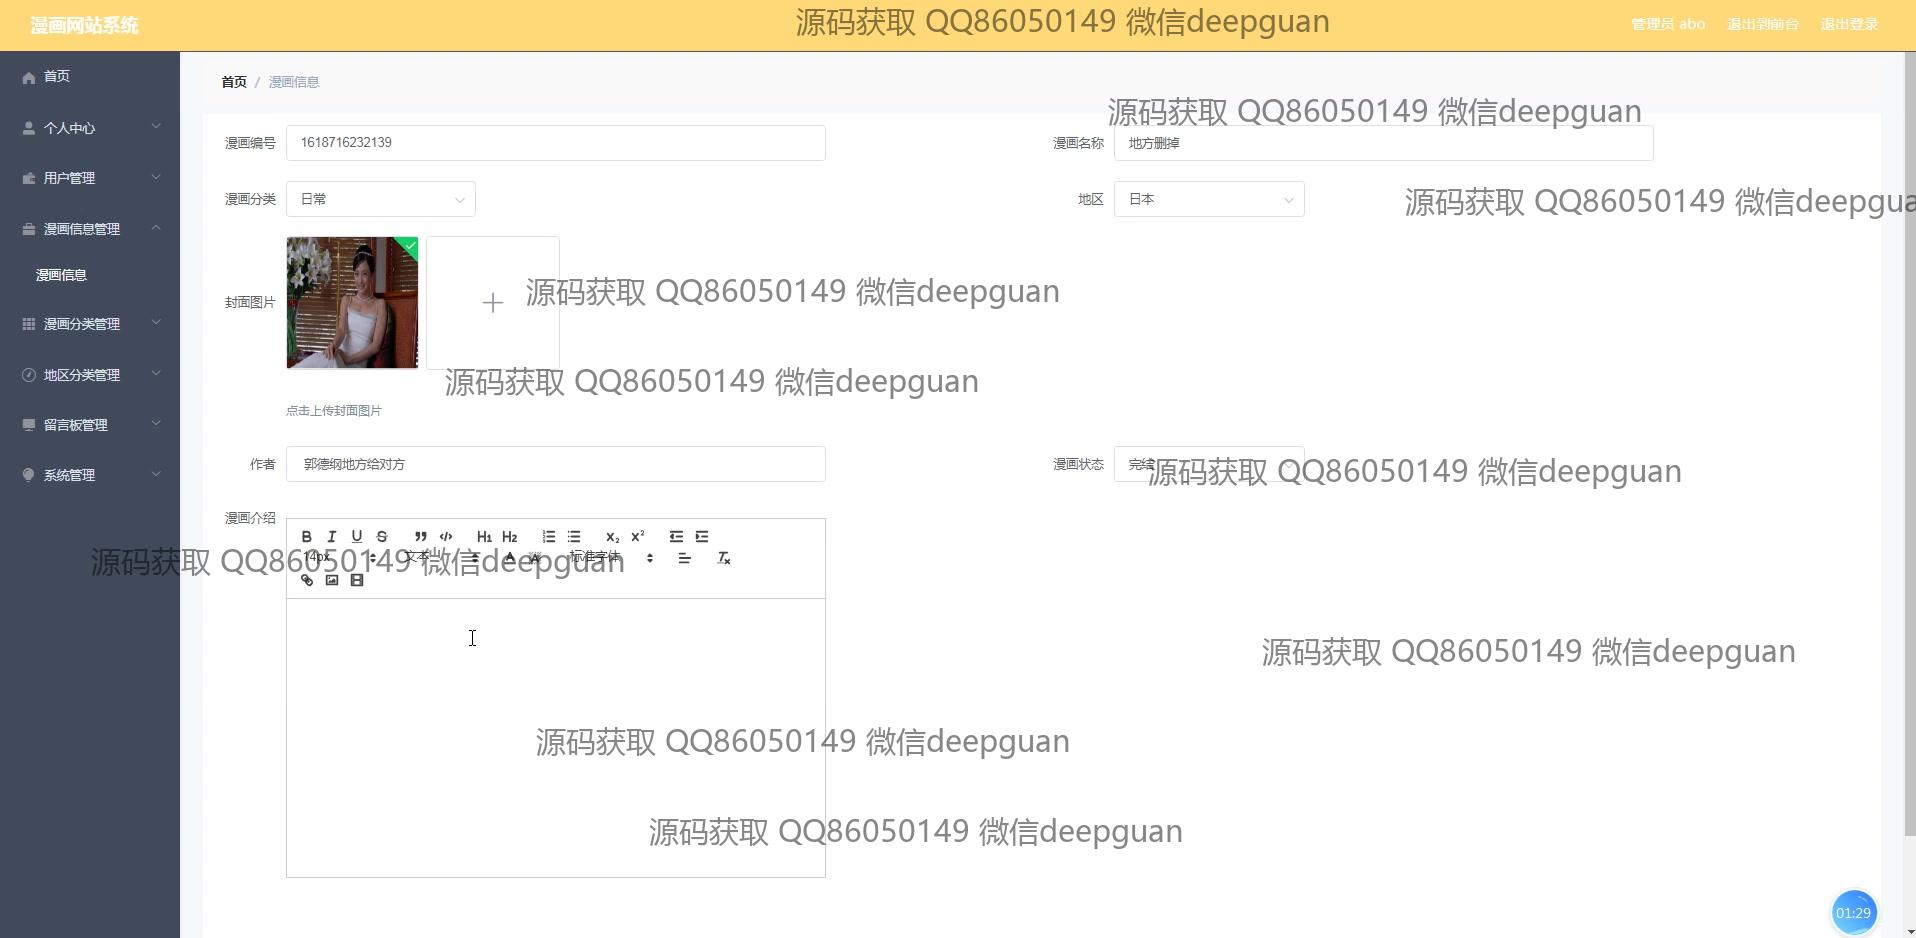 漫画网站系统
源码获取 QQ86050149 微信deepguan
管理员 abo 退出到前台 退出登录
首页
个人中心
用户管理
漫画信息管理
漫画信息
漫画分类管理
地区分类管理
留言板管理
系统管理
首页 / 漫画信息
源码获取 QQ86050149 微信deepguan
漫画编号 1618716232139
漫画名称 地方删掉
漫画分类 日常
地区 日本
源码获取 QQ86050149 微信deepgua
封面图片
源码获取 QQ86050149 微信deepguan
源码获取 QQ86050149 微信deepguan
点击上传封面图片
作者 郭德纲地方给对方
漫画状态 完结
源码获取 QQ86050149 微信deepguan
漫画介绍
B I U S H1 H2 X2 X2
14px 文本 A A 标准字体 Tx
源码获取 QQ86050149 微信deepguan
源码获取 QQ86050149 微信deepguan
源码获取 QQ86050149 微信deepguan
源码获取 QQ86050149 微信deepguan
01:29